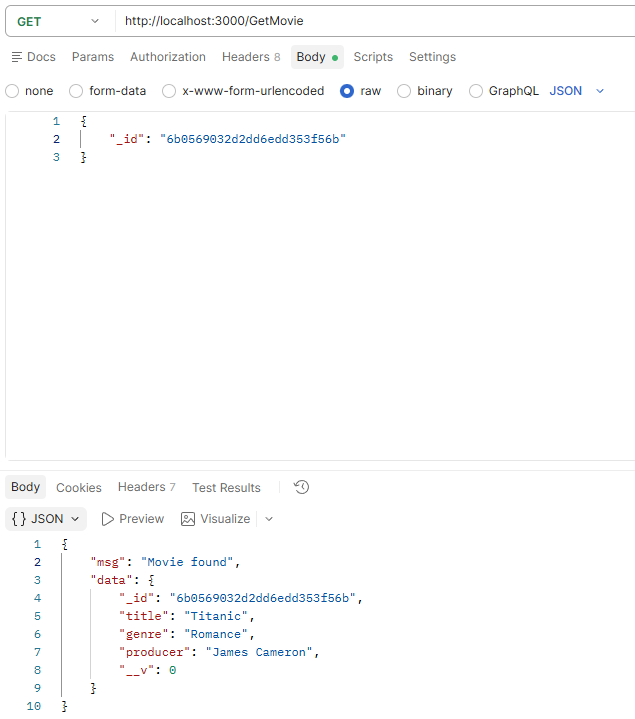 GET http://localhost:3000/GetMovie
Docs Params Authorization Headers 8 Body Scripts Settings
none form-data x-www-form-urlencoded raw binary GraphQL JSON
1 {
2 "_id": "6b0569032d2dd6edd353f56b"
3 }
Body Cookies Headers 7 Test Results
{} JSON Preview Visualize
1 {
2 "msg": "Movie found",
3 "data": {
4 "_id": "6b0569032d2dd6edd353f56b",
5 "title": "Titanic",
6 "genre": "Romance",
7 "producer": "James Cameron",
8 "__v": 0
9 }
10 }